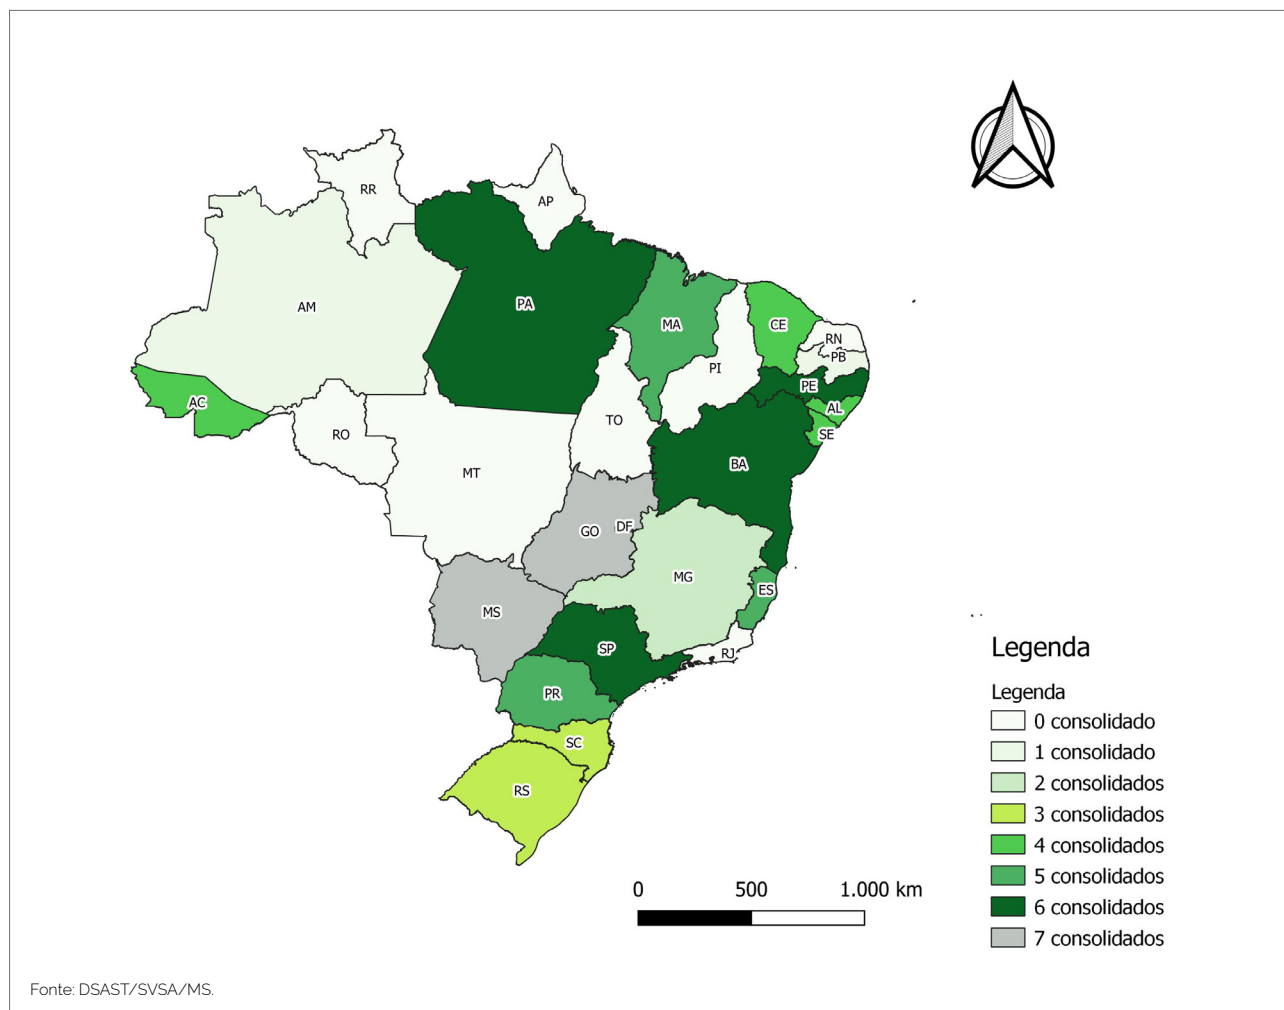 RR
AP
AM
PA
MA
CE
RN
PB
PI
PE
AC
AL
TO
SE
RO
BA
MT
GO
DF
MG
ES
MS
SP
RJ
PR
SC
RS
Legenda
Legenda
0 consolidado
1 consolidado
2 consolidados
3 consolidados
4 consolidados
5 consolidados
6 consolidados
7 consolidados
0 500 1.000 km
Fonte: DSAST/SVSA/MS.